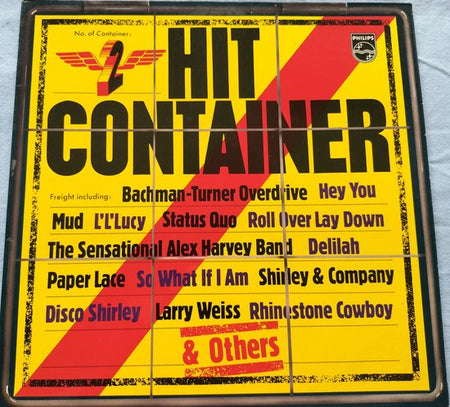 No. of Container:
2
PHILIPS
HIT
CONTAINER
Freight including: Bachman-Turner Overdrive Hey You
Mud L'L'Lucy Status Quo Roll Over Lay Down
The Sensational Alex Harvey Band Delilah
Paper Lace So What If I Am Shirley & Company
Disco Shirley Larry Weiss Rhinestone Cowboy
& Others